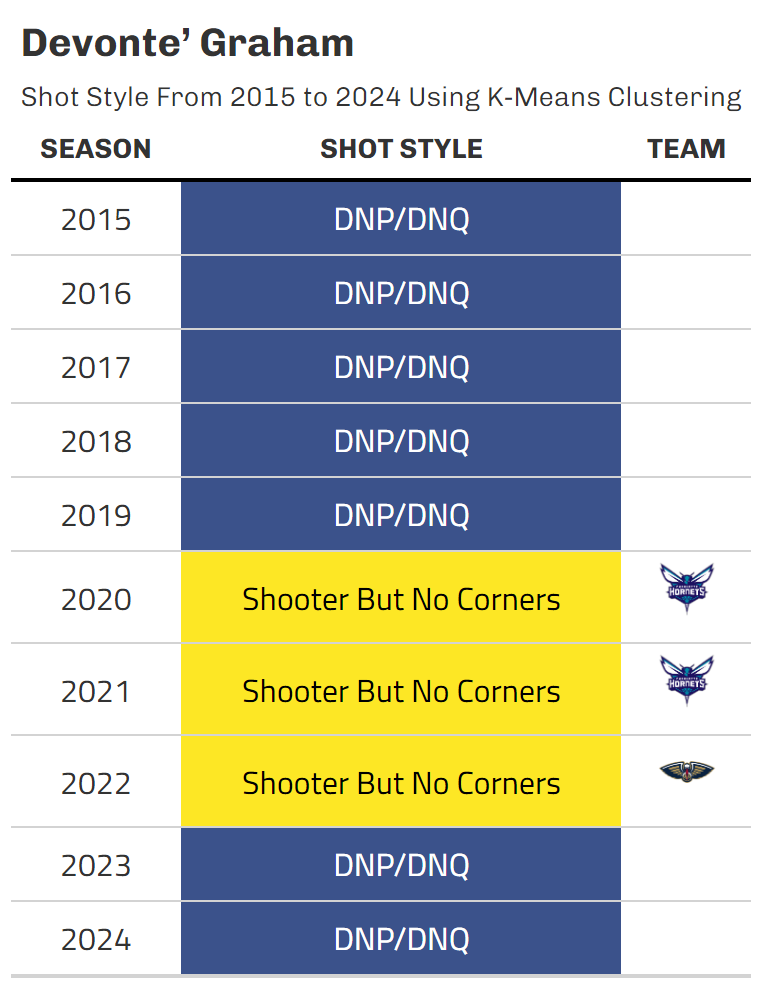 Devonte’ Graham
Shot Style From 2015 to 2024 Using K-Means Clustering
SEASON SHOT STYLE TEAM
2015 DNP/DNQ
2016 DNP/DNQ
2017 DNP/DNQ
2018 DNP/DNQ
2019 DNP/DNQ
2020 Shooter But No Corners HORNETS
2021 Shooter But No Corners HORNETS
2022 Shooter But No Corners
2023 DNP/DNQ
2024 DNP/DNQ